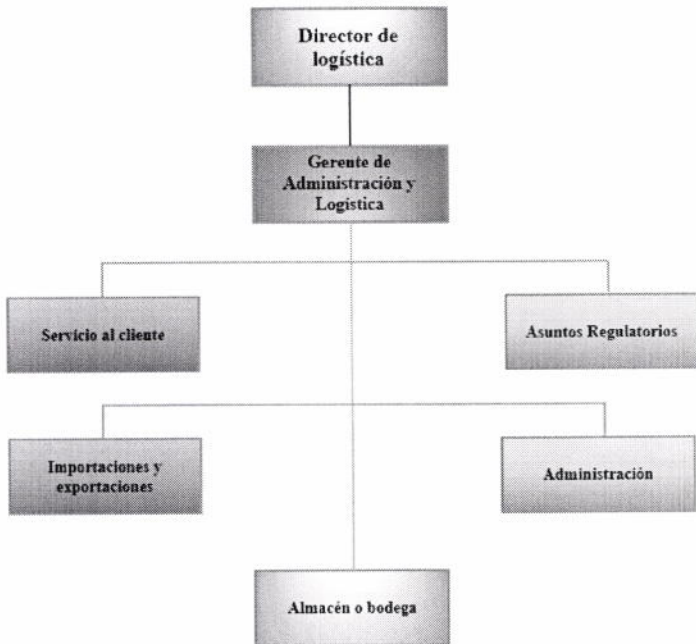 Director de
logística
Gerente de
Administración y
Logística
Servicio al cliente
Asuntos Regulatorios
Importaciones y
exportaciones
Administración
Almacén o bodega